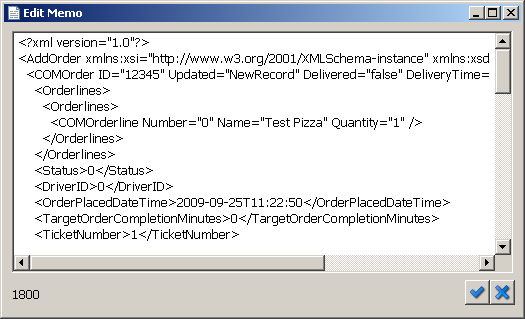 Edit Memo
<?xml version="1.0"?>
<AddOrder xmlns:xsi="http://www.w3.org/2001/XMLSchema-instance" xmlns:xsd
<COMOrder ID="12345" Updated="NewRecord" Delivered="false" DeliveryTime=
<Orderlines>
<Orderlines>
<COMOrderline Number="0" Name="Test Pizza" Quantity="1" />
</Orderlines>
</Orderlines>
<Status>0</Status>
<DriverID>0</DriverID>
<OrderPlacedDateTime>2009-09-25T11:22:50</OrderPlacedDateTime>
<TargetOrderCompletionMinutes>0</TargetOrderCompletionMinutes>
<TicketNumber>1</TicketNumber>
1800